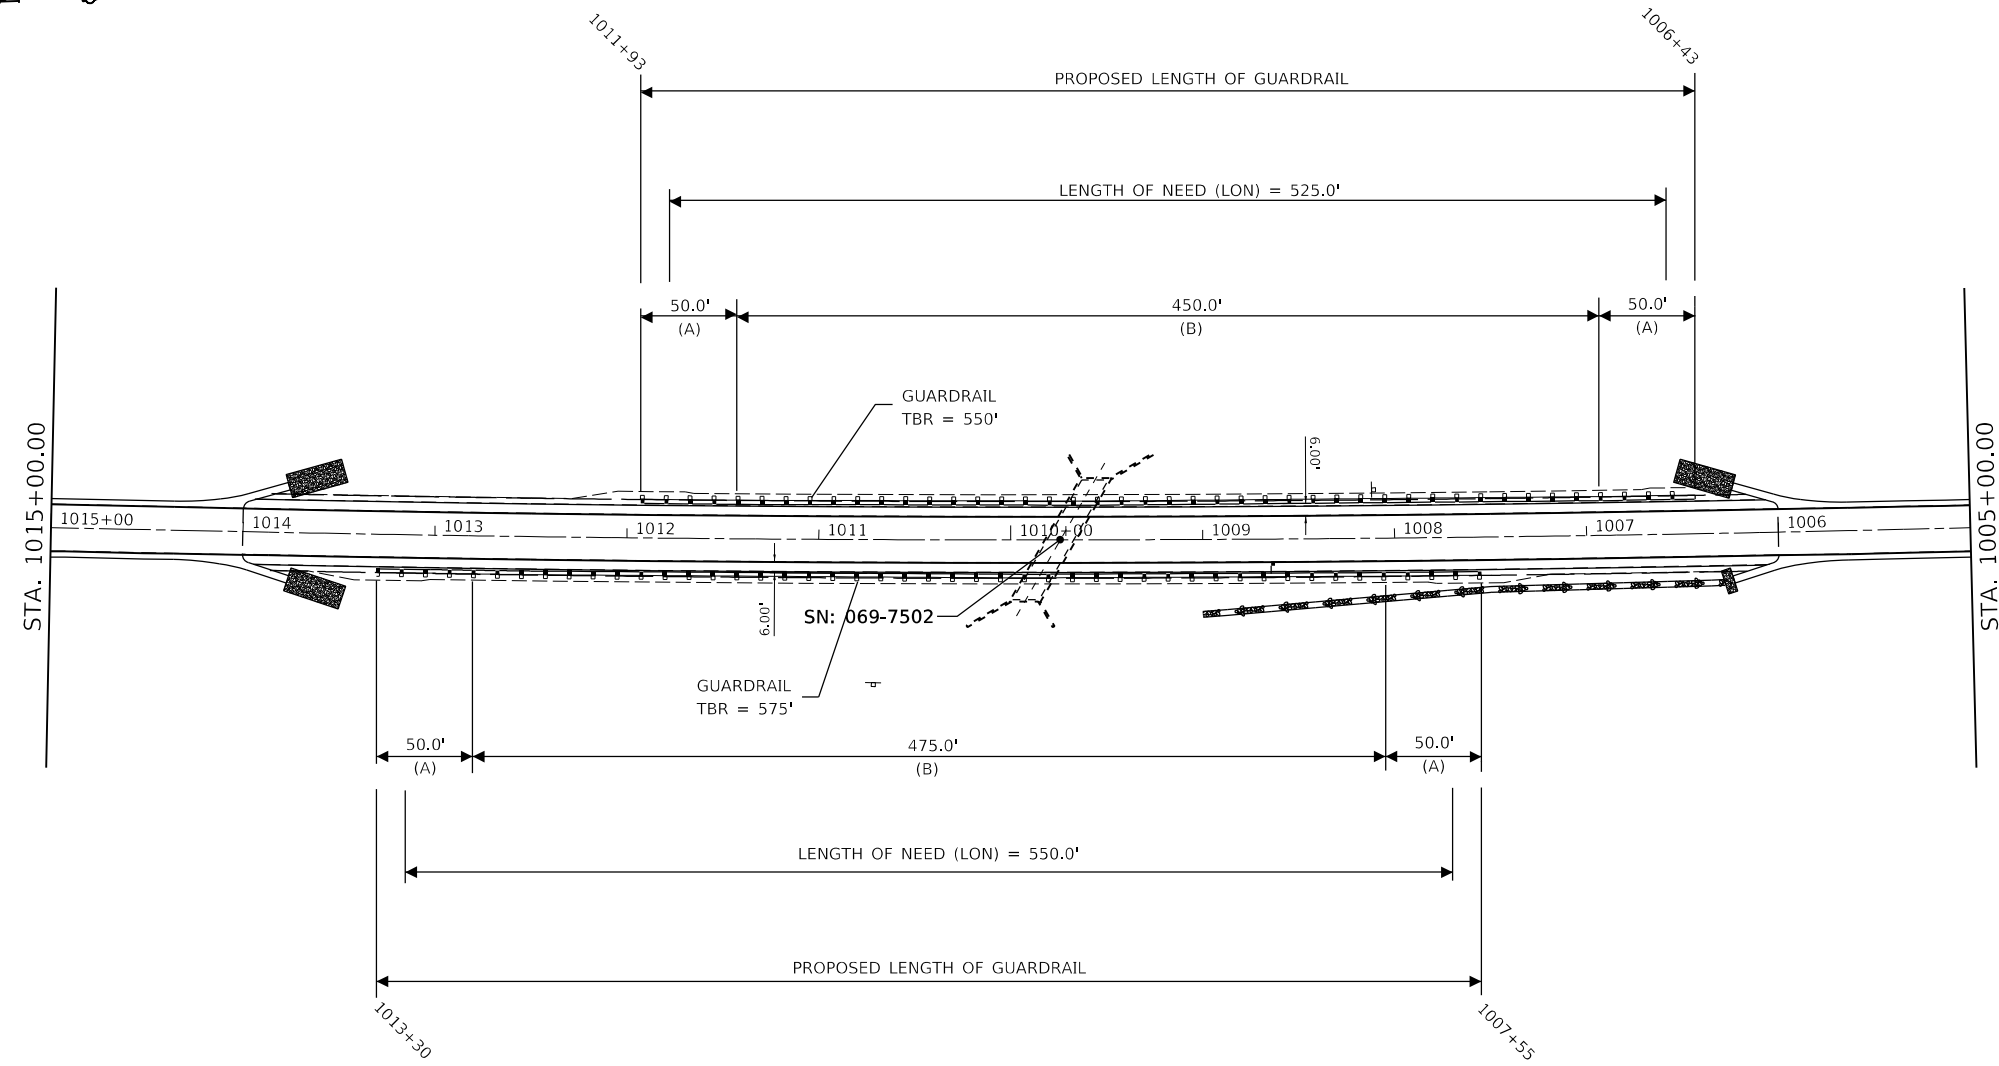 1011+93
1006+43
PROPOSED LENGTH OF GUARDRAIL
LENGTH OF NEED (LON) = 525.0'
50.0'
(A)
450.0'
(B)
50.0'
(A)
GUARDRAIL
TBR = 550'
6.00'
STA. 1015+00.00
STA. 1005+00.00
1015+00
1014
1013
1012
1011
1010+00
1009
1008
1007
1006
6.00'
SN: 069-7502
GUARDRAIL
TBR = 575'
50.0'
(A)
475.0'
(B)
50.0'
(A)
LENGTH OF NEED (LON) = 550.0'
PROPOSED LENGTH OF GUARDRAIL
1013+30
1007+55